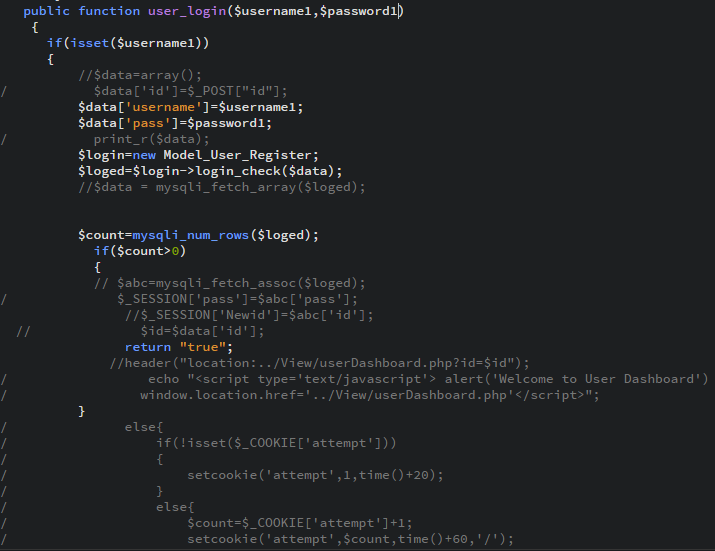 public function user_login($username1,$password1)
{
if(isset($username1))
{
//$data=array();
/ $data['id']=$_POST["id"];
$data['username']=$username1;
$data['pass']=$password1;
/ print_r($data);
$login=new Model_User_Register;
$loged=$login->login_check($data);
//$data = mysqli_fetch_array($loged);
$count=mysqli_num_rows($loged);
if($count>0)
{
// $abc=mysqli_fetch_assoc($loged);
/ $_SESSION['pass']=$abc['pass'];
//$_SESSION['Newid']=$abc['id'];
// $id=$data['id'];
return "true";
//header("location:../View/userDashboard.php?id=$id");
/ echo "<script type='text/javascript'> alert('Welcome to User Dashboard')
/ window.location.href='../View/userDashboard.php'</script>";
}
/ else{
/ if(!isset($_COOKIE['attempt']))
/ {
/ setcookie('attempt',1,time()+20);
/ }
/ else{
/ $count=$_COOKIE['attempt']+1;
/ setcookie('attempt',$count,time()+60,'/');